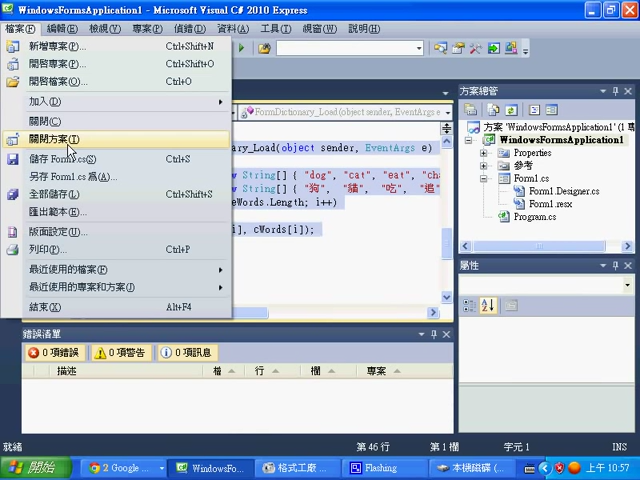 WindowsFormsApplication1 - Microsoft Visual C# 2010 Express
檔案(F) 編輯(E) 檢視(V) 專案(P) 偵錯(D) 資料(A) 工具(T) 視窗(W) 說明(H)
新增專案(P)... Ctrl+Shift+N
開啟專案(P)... Ctrl+Shift+O
開啟檔案(O)... Ctrl+O
加入(D)
關閉(C)
關閉方案(T)
儲存 Form1.cs(S) Ctrl+S
另存 Form1.cs 為(A)...
全部儲存(L) Ctrl+Shift+S
匯出範本(E)...
版面設定(U)...
列印(P)... Ctrl+P
最近使用的檔案(F)
最近使用的專案和方案(J)
結束(X) Alt+F4
FormDictionary_Load(object sender, EventArgs e)
ary_Load(object sender, EventArgs e)
w String[] { "dog", "cat", "eat", "cha
w String[] { "狗", "貓", "吃", "追"
eWords.Length; i++)
i], cWords[i]);
方案總管
方案 'WindowsFormsApplication1' (1 專
WindowsFormsApplication1
Properties
參考
Form1.cs
Form1.Designer.cs
Form1.resx
Program.cs
屬性
錯誤清單
0 項錯誤 0 項警告 0 項訊息
描述 檔 行 欄 專案
就緒 第 46 行 第 1 欄 字元 1 INS
開始 2 Google ... WindowsFo... 格式工廠 ... Flashing 本機磁碟 (... 上午 10:57